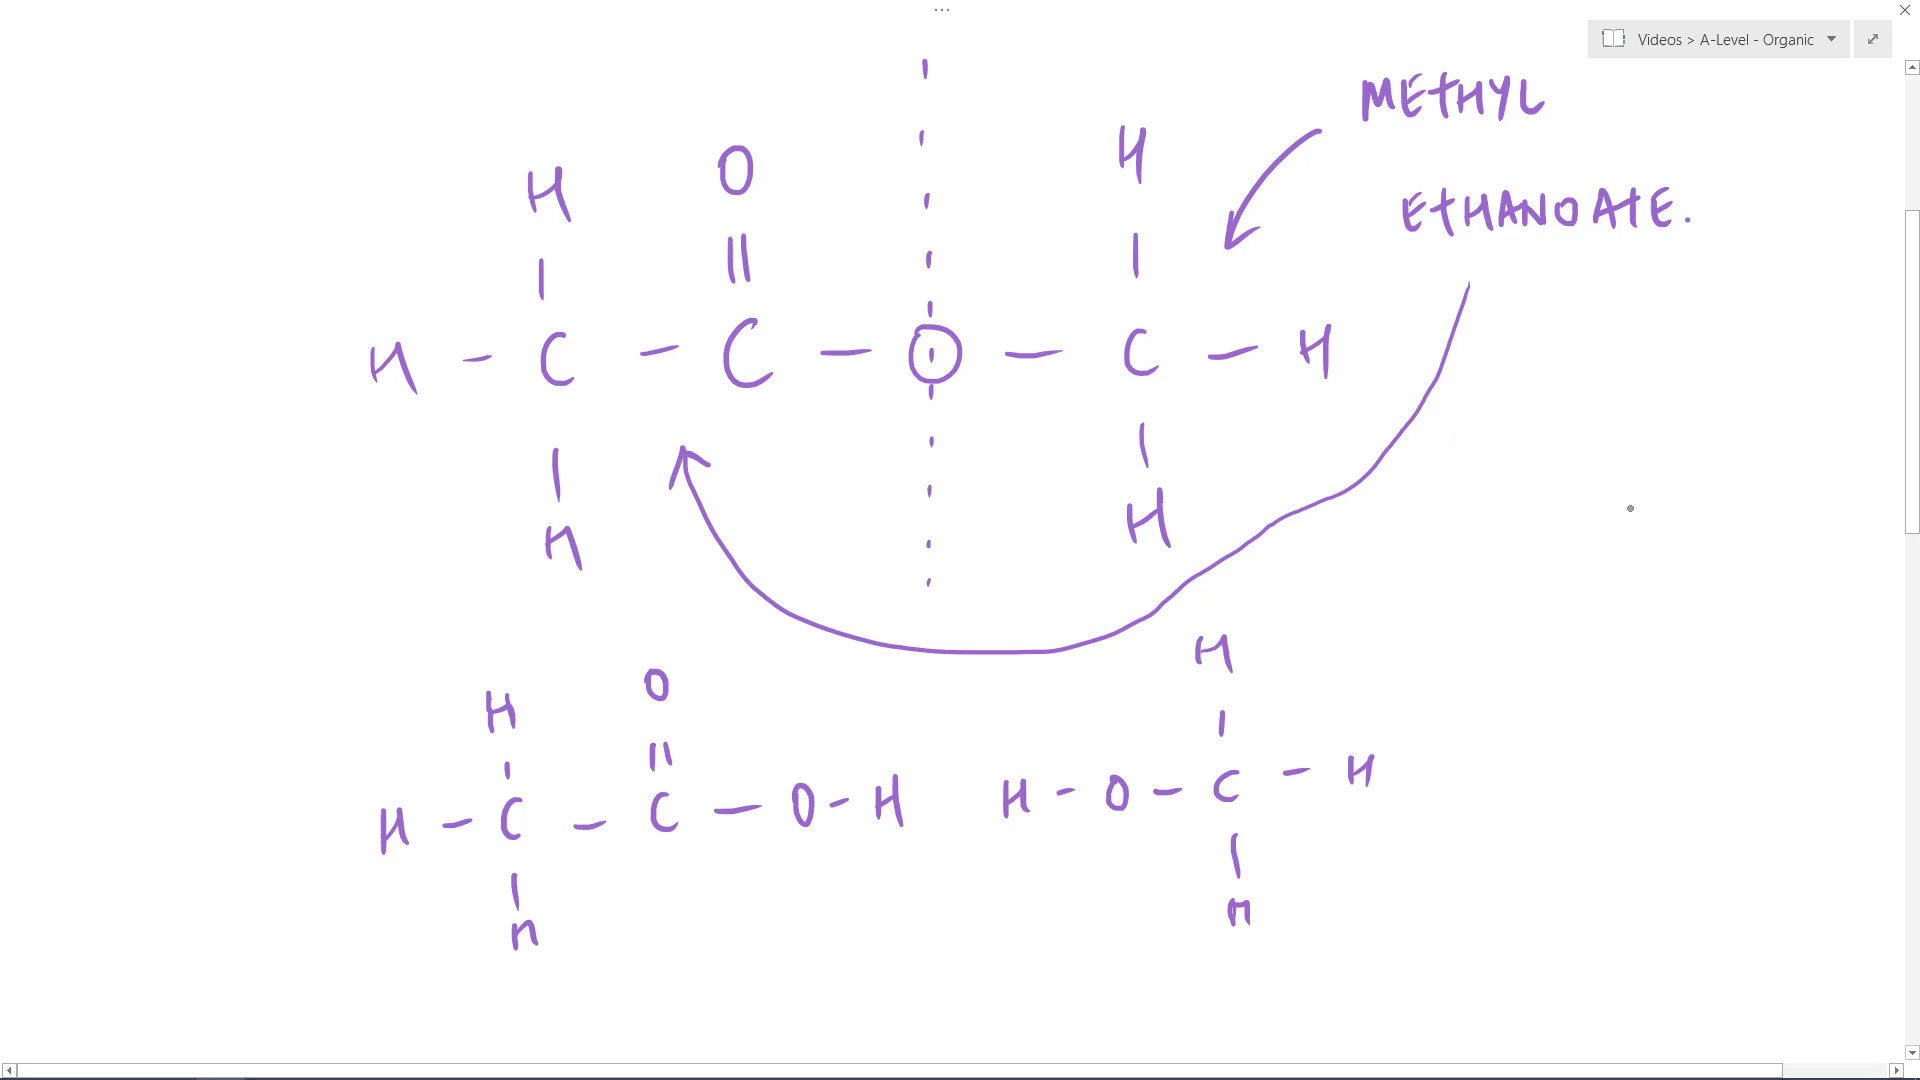 ...
Videos > A-Level - Organic
METHYL
ETHANOATE.
H O H
H - C - C - O - C - H
H H
H O H
H - C - C - O - H H - O - C - H
H H